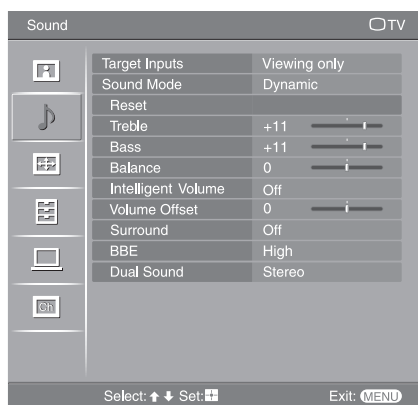 Sound TV
Target Inputs Viewing only
Sound Mode Dynamic
Reset
Treble +11
Bass +11
Balance 0
Intelligent Volume Off
Volume Offset 0
Surround Off
BBE High
Dual Sound Stereo
Ch
Select: Set: Exit: MENU